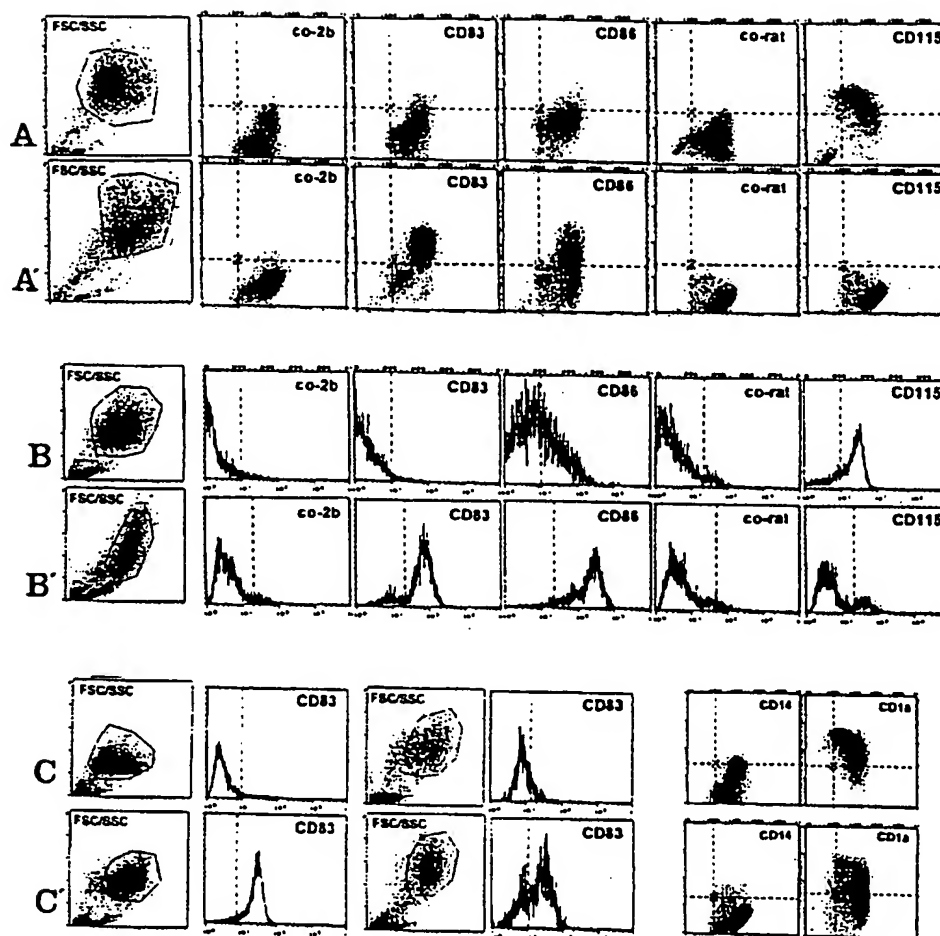 FSC/SSC co-2b CD83 CD86 co-rat CD115
A
FSC/SSC co-2b CD83 CD86 co-rat CD115
A′
FSC/SSC co-2b CD83 CD86 co-rat CD115
B
FSC/SSC co-2b CD83 CD86 co-rat CD115
B′
FSC/SSC CD83 FSC/SSC CD83 CD14 CD1a
C
FSC/SSC CD83 FSC/SSC CD83 CD14 CD1a
C′